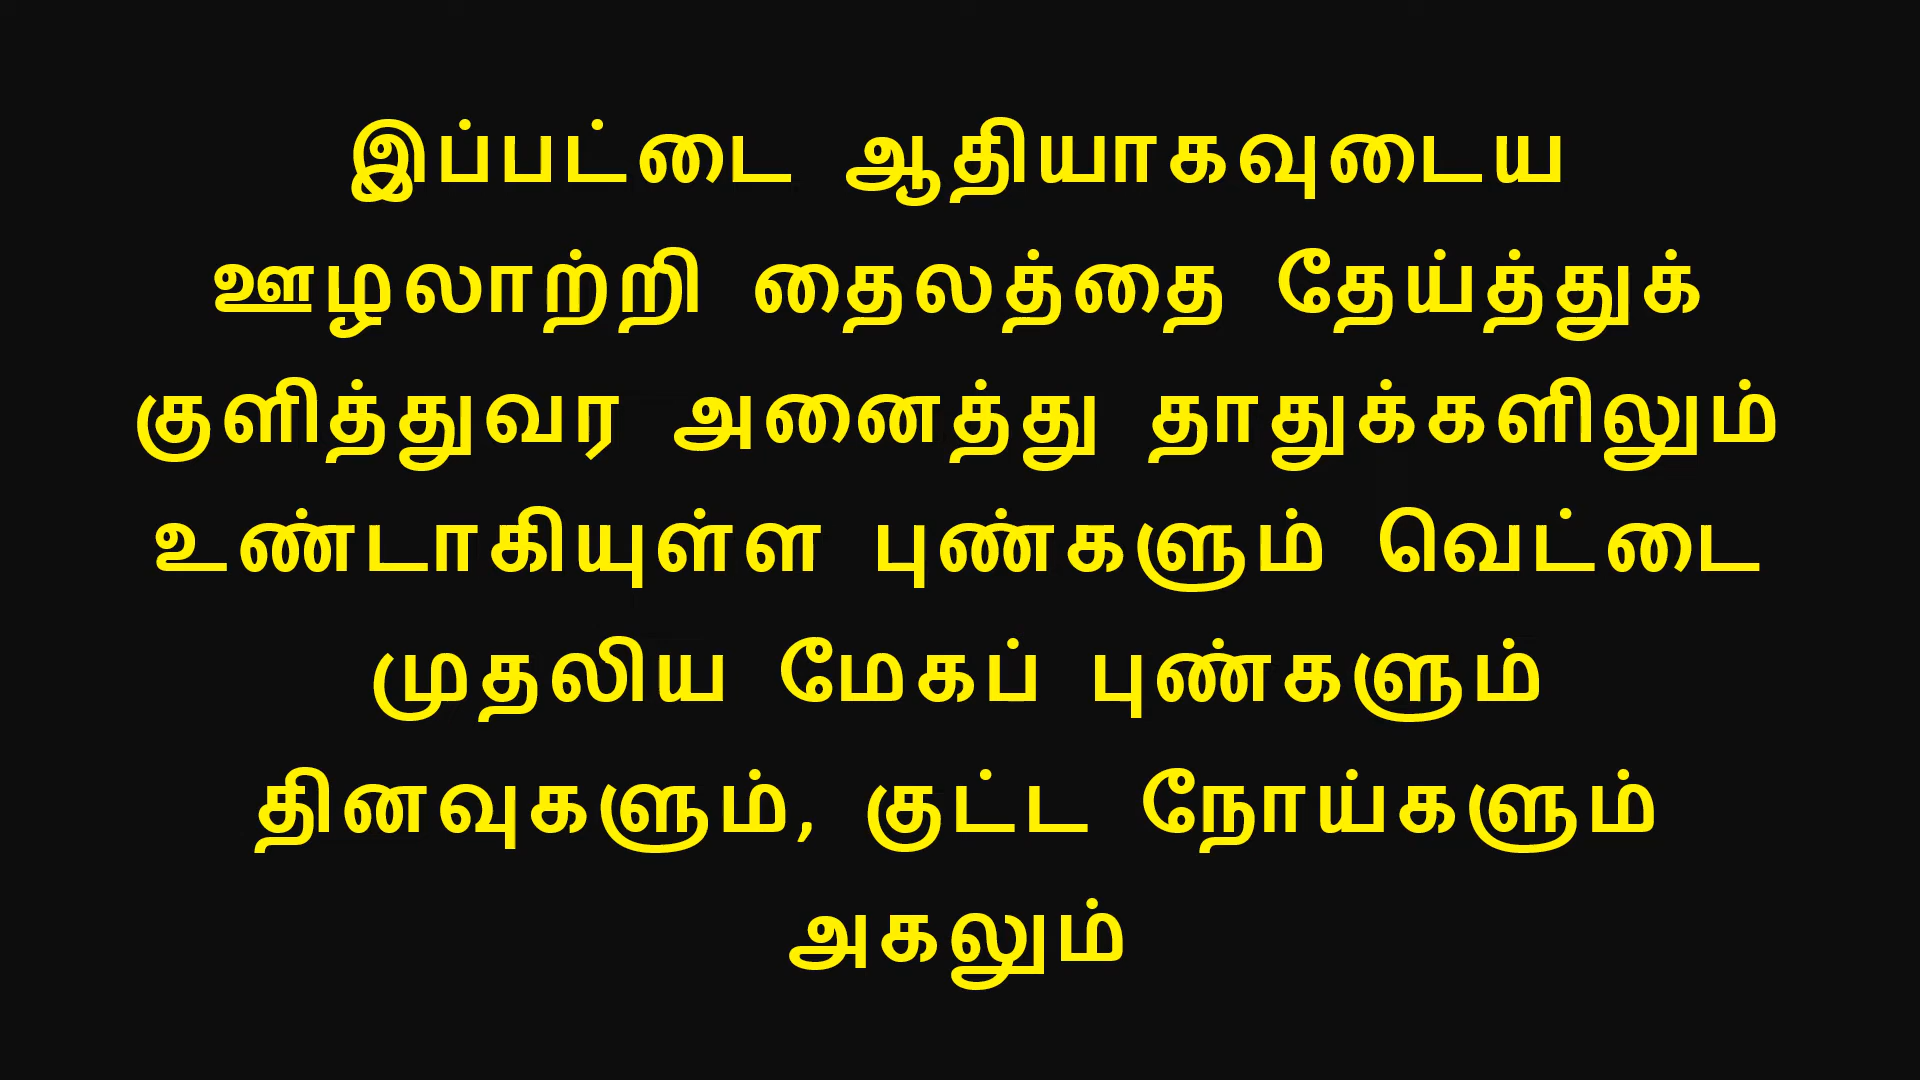 இப்பட்டை ஆதியாகவுடைய
ஊழலாற்றி தைலத்தை தேய்த்துக்
குளித்துவர அனைத்து தாதுக்களிலும்
உண்டாகியுள்ள புண்களும் வெட்டை
முதலிய மேகப் புண்களும்
தினவுகளும், குட்ட நோய்களும்
அகலும்